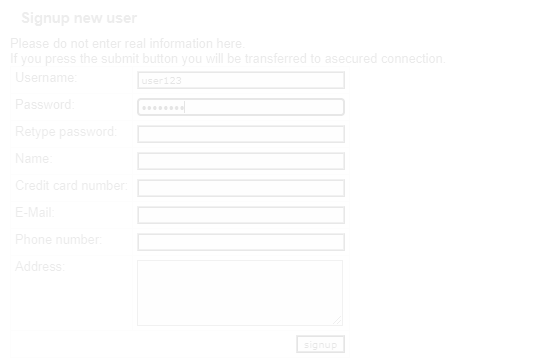 Signup new user
Please do not enter real information here.
If you press the submit button you will be transferred to asecured connection.
Username: user123
Password: ••••••••
Retype password:
Name:
Credit card number:
E-Mail:
Phone number:
Address:
signup